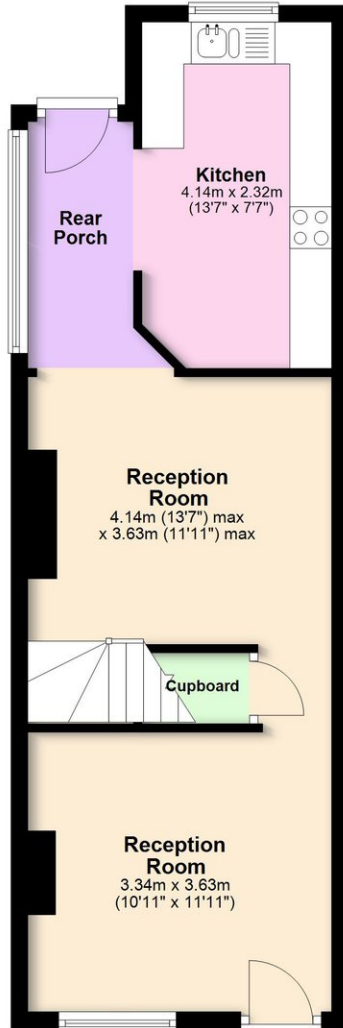 Kitchen
4.14m x 2.32m
(13'7" x 7'7")
Rear
Porch
Reception
Room
4.14m (13'7") max
x 3.63m (11'11") max
Cupboard
Reception
Room
3.34m x 3.63m
(10'11" x 11'11")